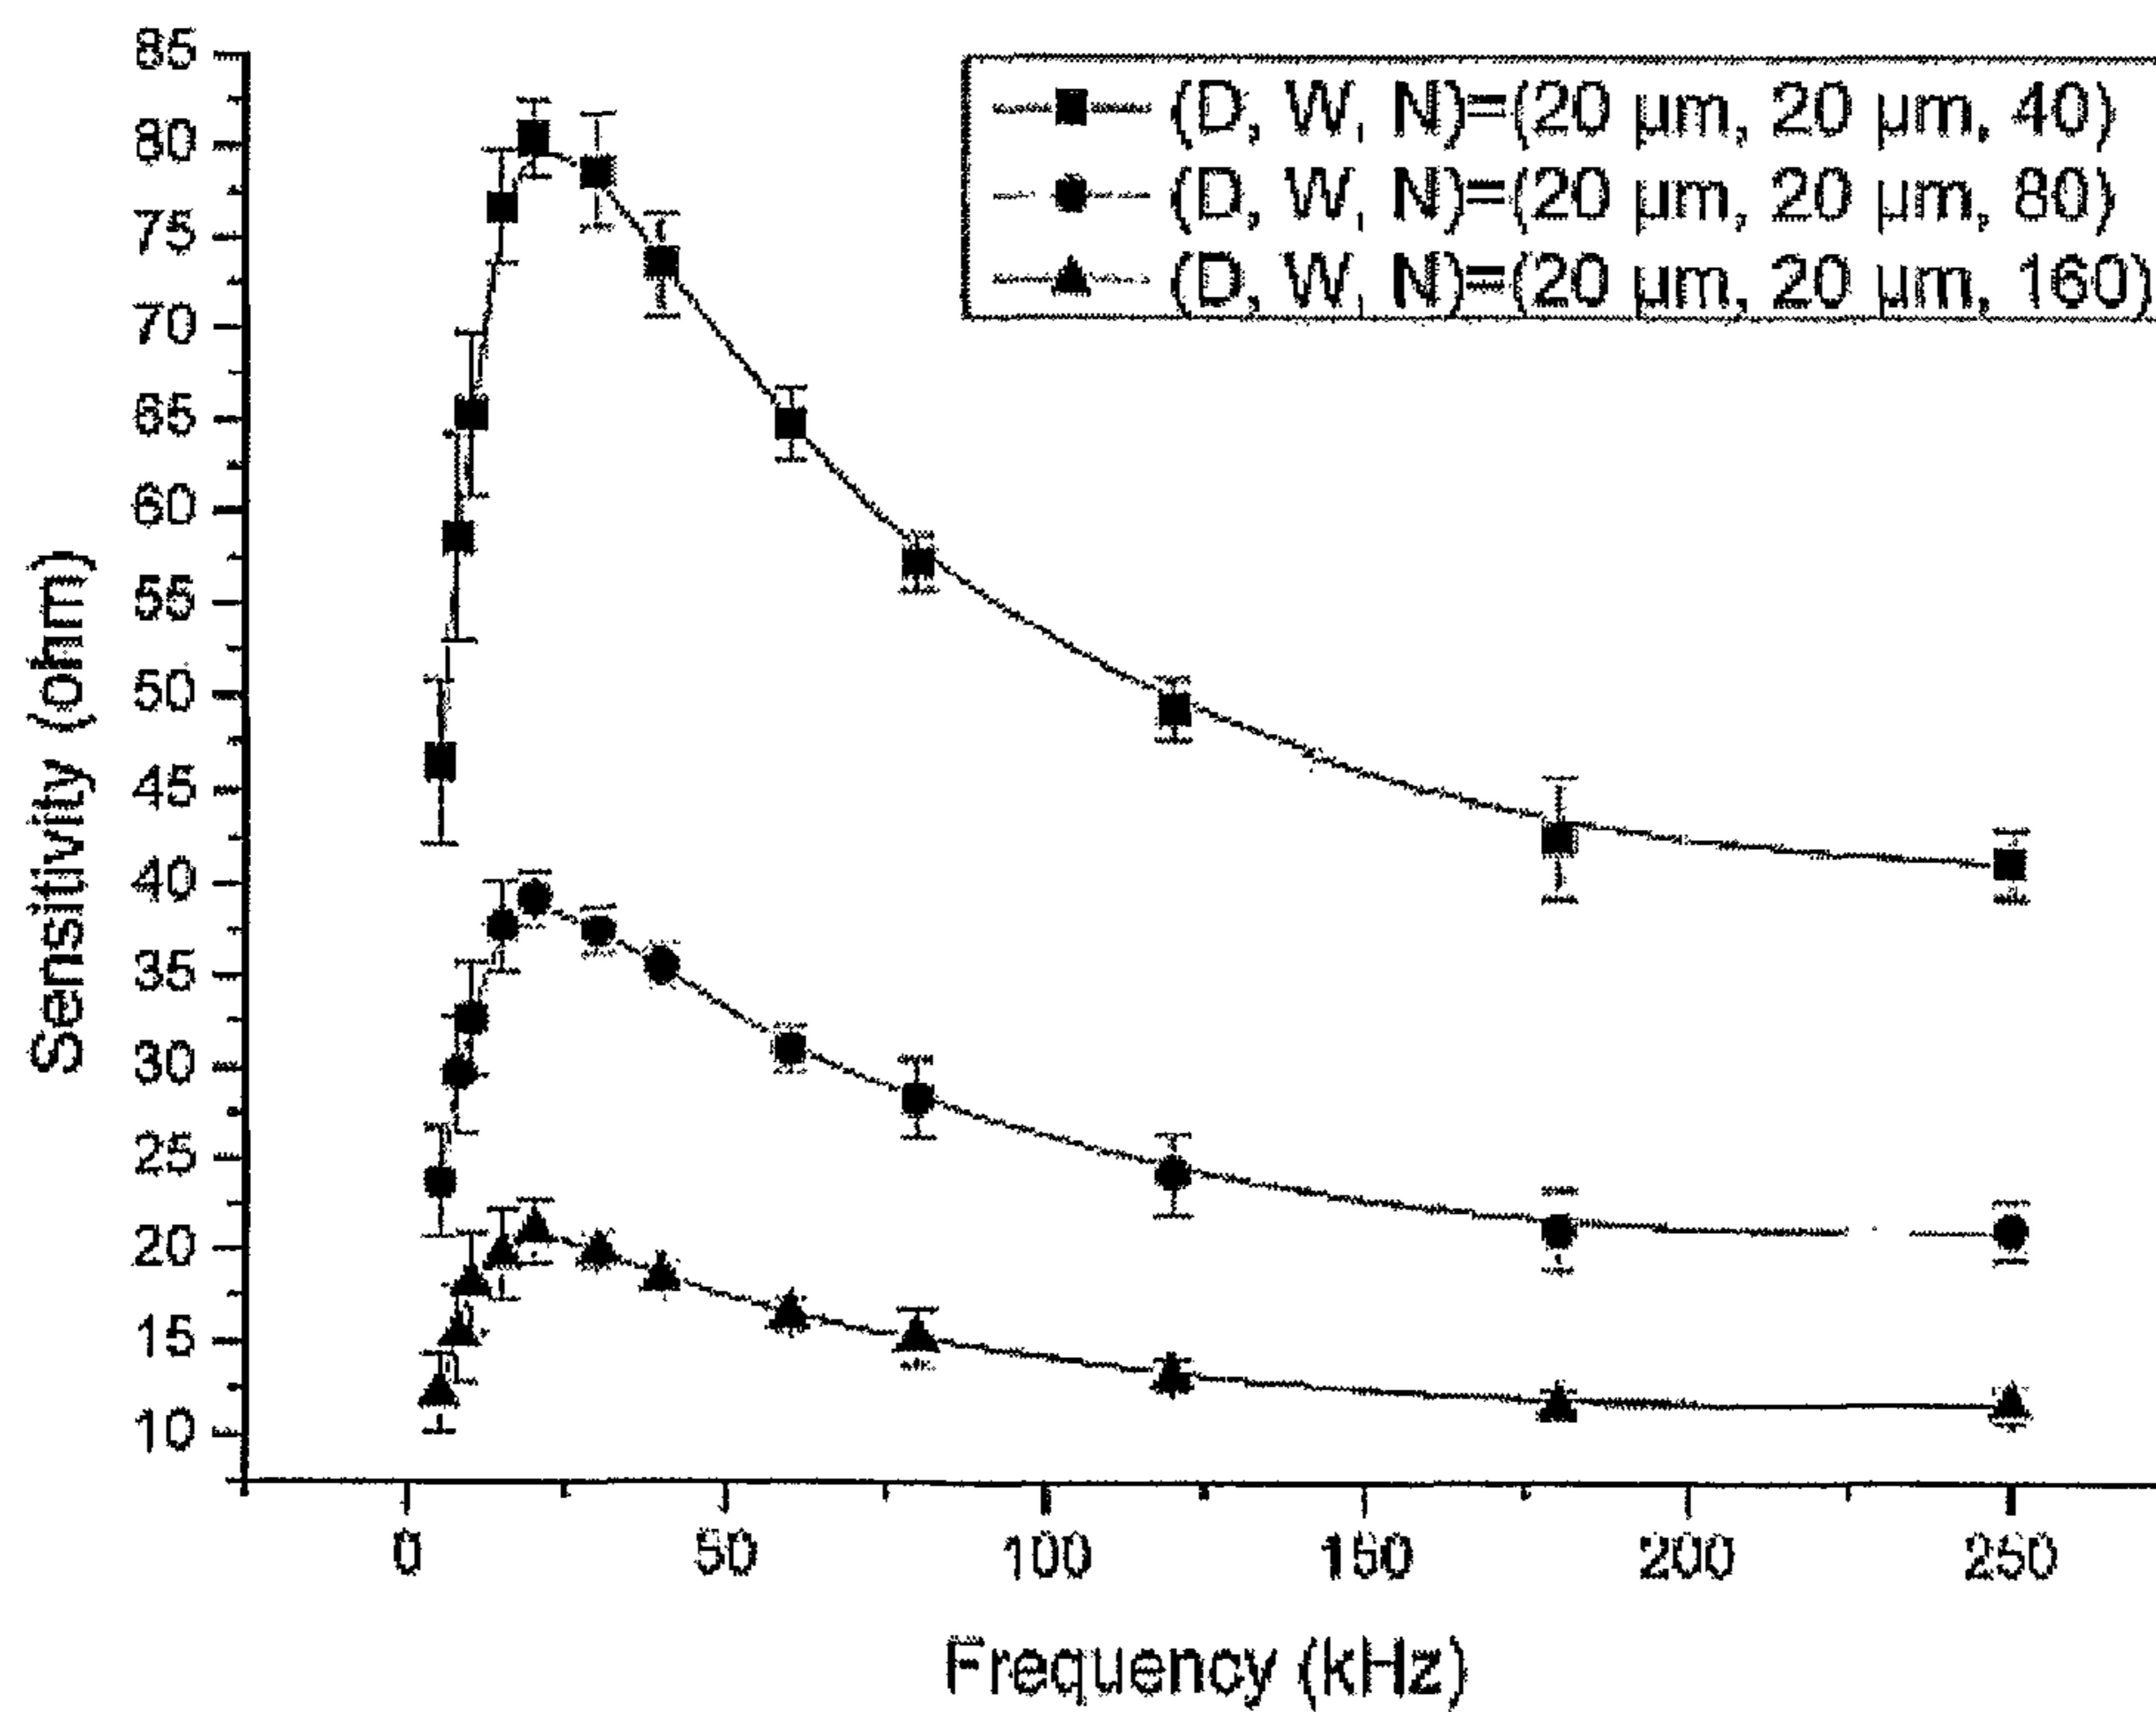 85
80
75
70
65
60
55
50
45
40
35
30
25
20
15
10
Sensitivity (ohm)
(D, W, N)=(20 µm, 20 µm, 40)
(D, W, N)=(20 µm, 20 µm, 80)
(D, W, N)=(20 µm, 20 µm, 160)
0 50 100 150 200 250
Frequency (kHz)